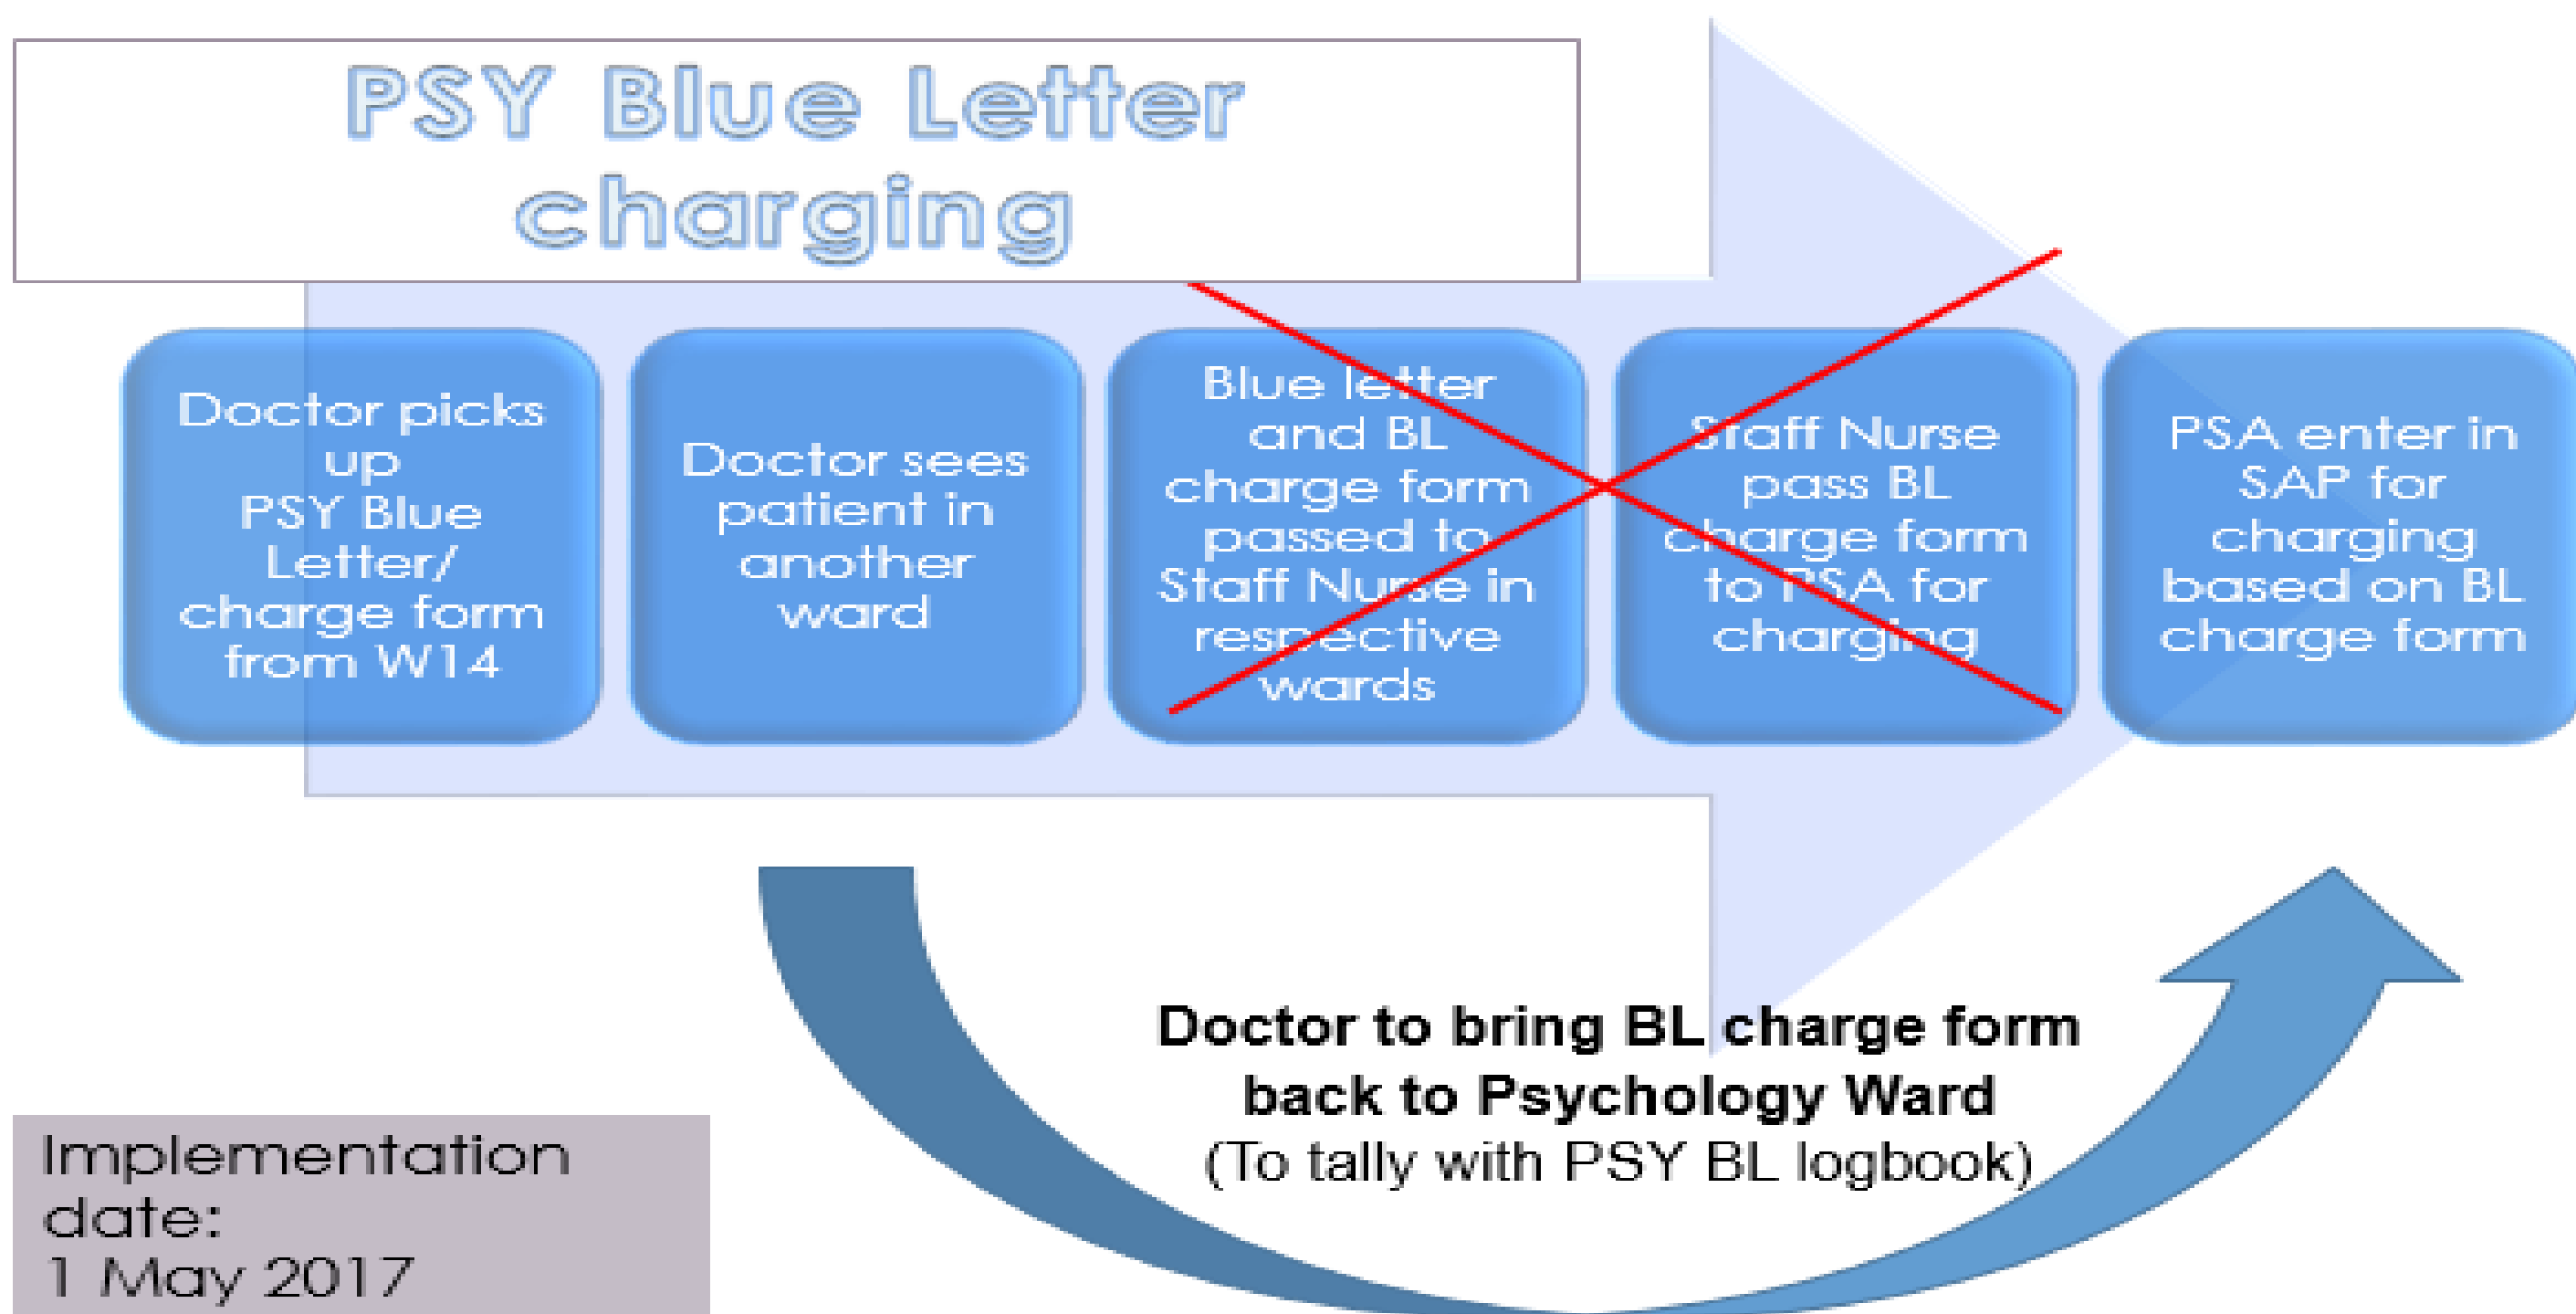 PSY Blue Letter
charging
Doctor picks
up
PSY Blue
Letter/
charge form
from W14
Doctor sees
patient in
another
ward
Blue letter
and BL
charge form
passed to
Staff Nurse in
respective
wards
Staff Nurse
pass BL
charge form
to PSA for
charging
PSA enter in
SAP for
charging
based on BL
charge form
Doctor to bring BL charge form
back to Psychology Ward
(To tally with PSY BL logbook)
Implementation
date:
1 May 2017